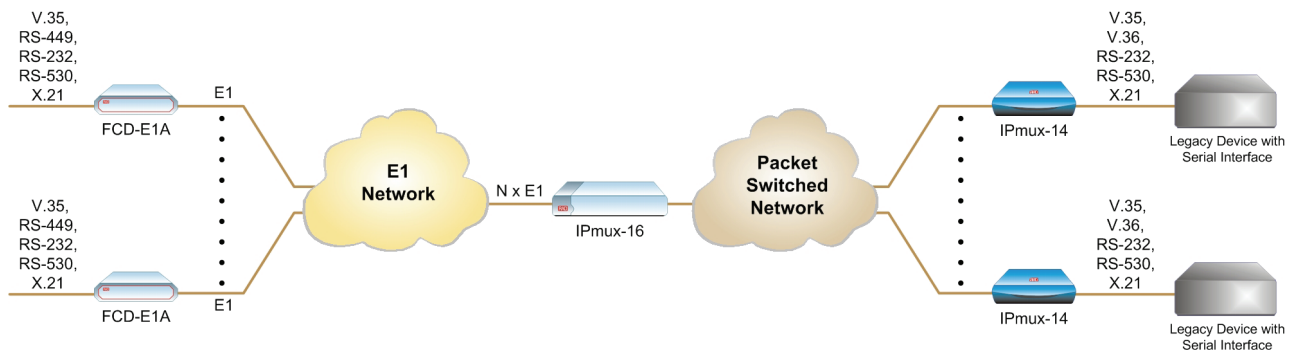 V.35,
RS-449,
RS-232,
RS-530,
X.21
FCD-E1A
E1
V.35,
RS-449,
RS-232,
RS-530,
X.21
FCD-E1A
E1
E1
Network
N x E1
IPmux-16
Packet
Switched
Network
IPmux-14
V.35,
V.36,
RS-232,
RS-530,
X.21
Legacy Device with
Serial Interface
IPmux-14
V.35,
V.36,
RS-232,
RS-530,
X.21
Legacy Device with
Serial Interface